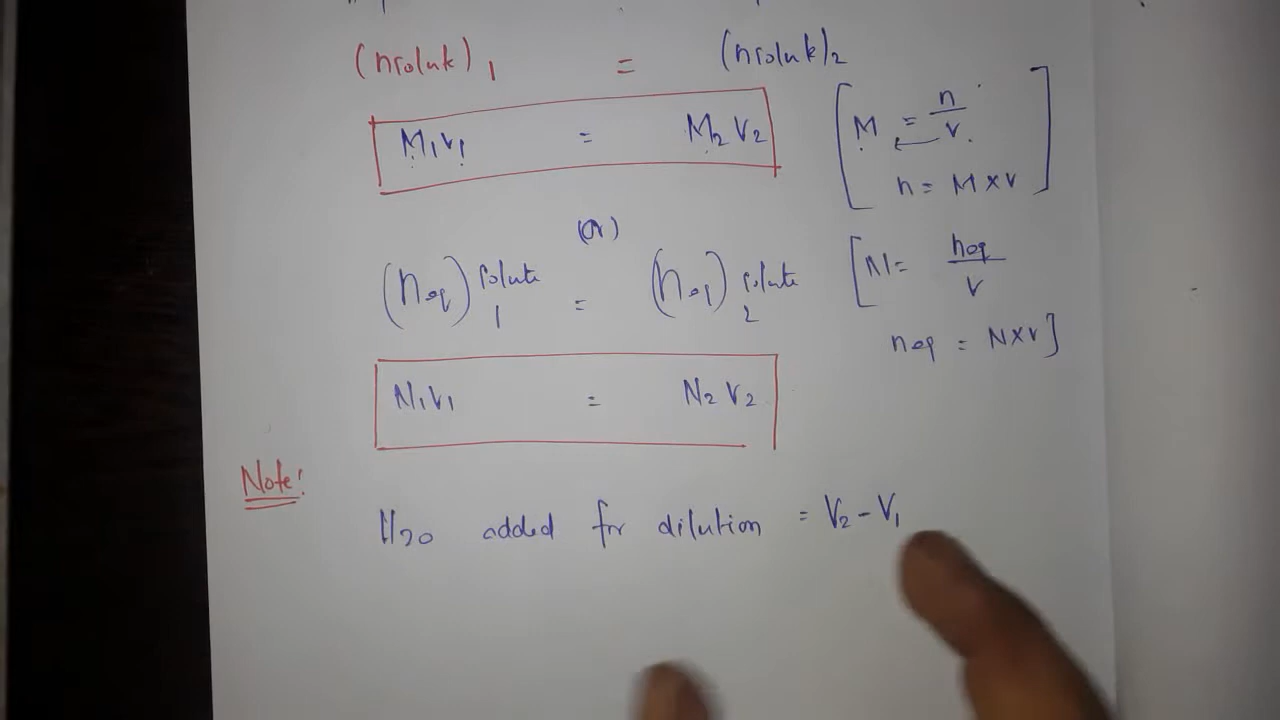 (nsolute)₁ = (nsolute)₂
M₁V₁ = M₂V₂
[M = n/V
n = M×V]
(or)
(neq)solute 1 = (neq)solute 2
[N = neq/V
neq = N×V]
N₁V₁ = N₂V₂
Note!
H₂O added for dilution = V₂ - V₁